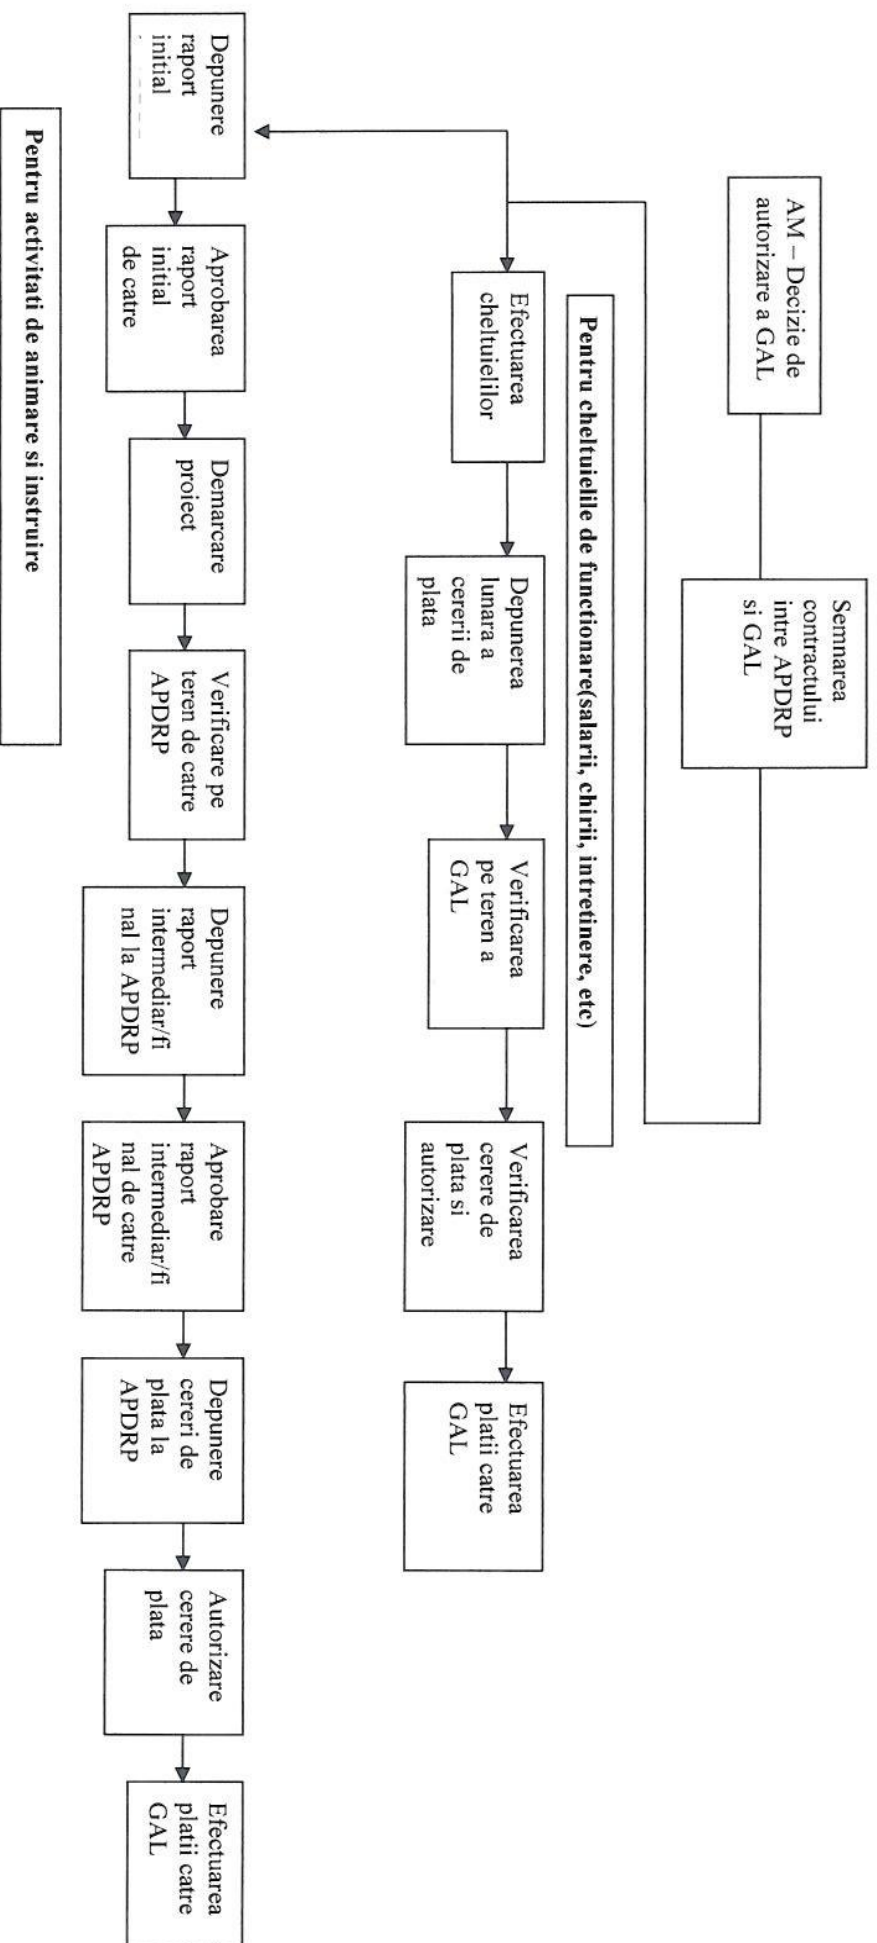 AM – Decizie de
autorizare a GAL
Semnarea
contractului
intre APDRP
si GAL
Pentru cheltuielile de functionare(salarii, chirii, intretinere, etc)
Efectuarea
cheltuielilor
Depunerea
lunara a
cererii de
plata
Verificarea
pe teren a
GAL
Verificarea
cerere de
plata si
autorizare
Efectuarea
platii catre
GAL
Depunere
raport
initial
Aprobarea
raport
initial
de catre
Demarcare
proiect
Verificare pe
teren de catre
APDRP
Depunere
raport
intermediar/fi
nal la APDRP
Aprobare
raport
intermediar/fi
nal de catre
APDRP
Depunere
cereri de
plata la
APDRP
Autorizare
cerere de
plata
Efectuarea
platii catre
GAL
Pentru activitati de animare si instruire